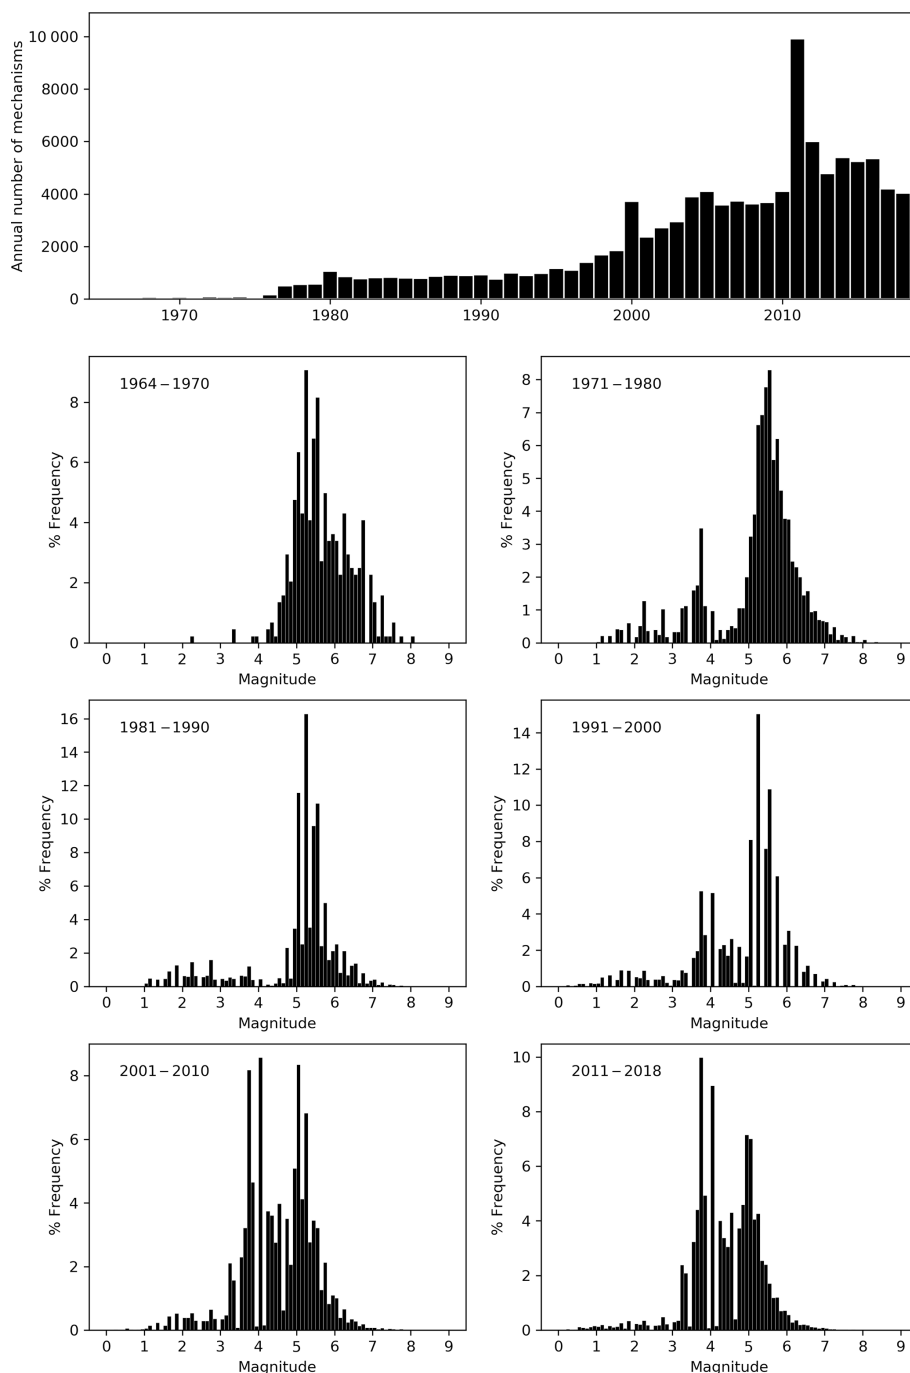 Annual number of mechanisms
10 000
8000
6000
4000
2000
0
1970 1980 1990 2000 2010
1964–1970
% Frequency
8
6
4
2
0
0 1 2 3 4 5 6 7 8 9
Magnitude
1971–1980
% Frequency
8
7
6
5
4
3
2
1
0
0 1 2 3 4 5 6 7 8 9
Magnitude
1981–1990
% Frequency
16
14
12
10
8
6
4
2
0
0 1 2 3 4 5 6 7 8 9
Magnitude
1991–2000
% Frequency
14
12
10
8
6
4
2
0
0 1 2 3 4 5 6 7 8 9
Magnitude
2001–2010
% Frequency
8
6
4
2
0
0 1 2 3 4 5 6 7 8 9
Magnitude
2011–2018
% Frequency
10
8
6
4
2
0
0 1 2 3 4 5 6 7 8 9
Magnitude